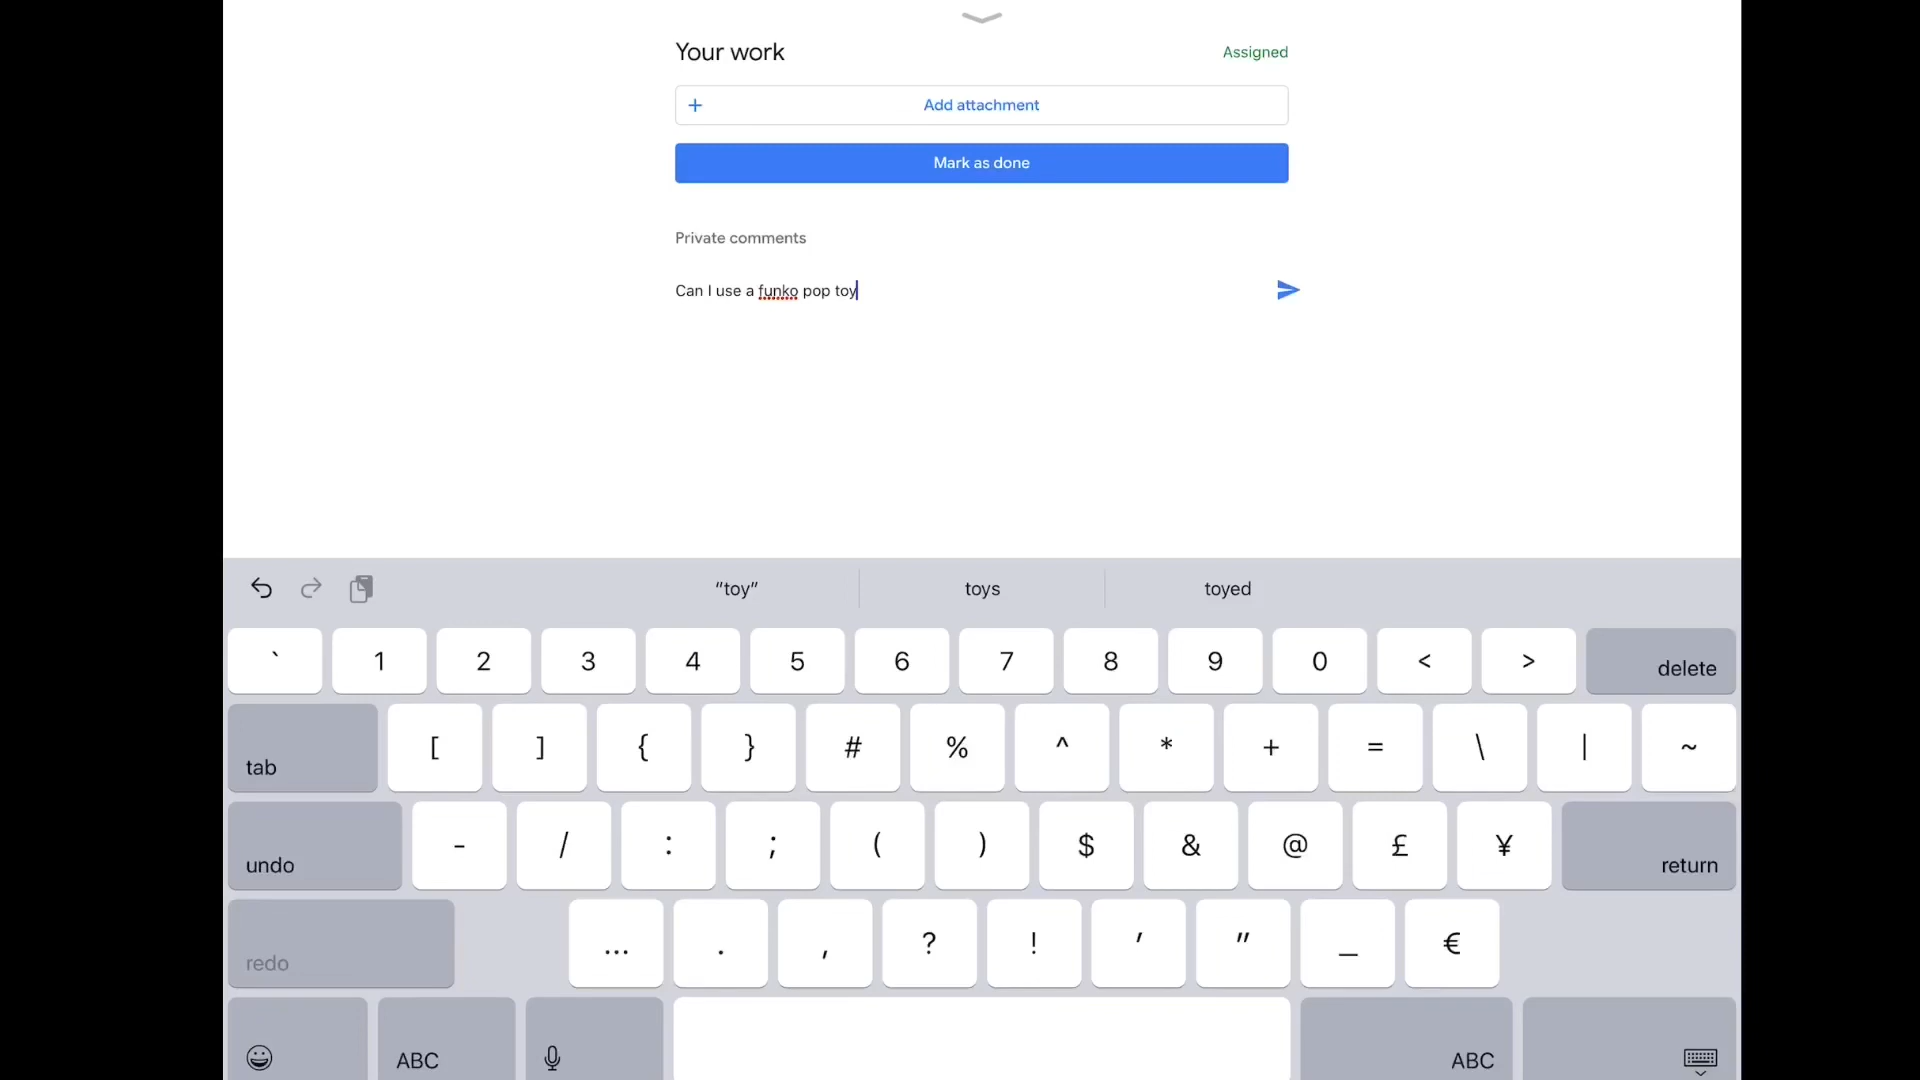 Your work
Assigned
+ Add attachment
Mark as done
Private comments
Can I use a funko pop toy
"toy" toys toyed
` 1 2 3 4 5 6 7 8 9 0 < > delete
tab [ ] { } # % ^ * + = \ | ~
undo - / : ; ( ) $ & @ £ ¥ return
redo ... . , ? ! ' " _ €
ABC ABC